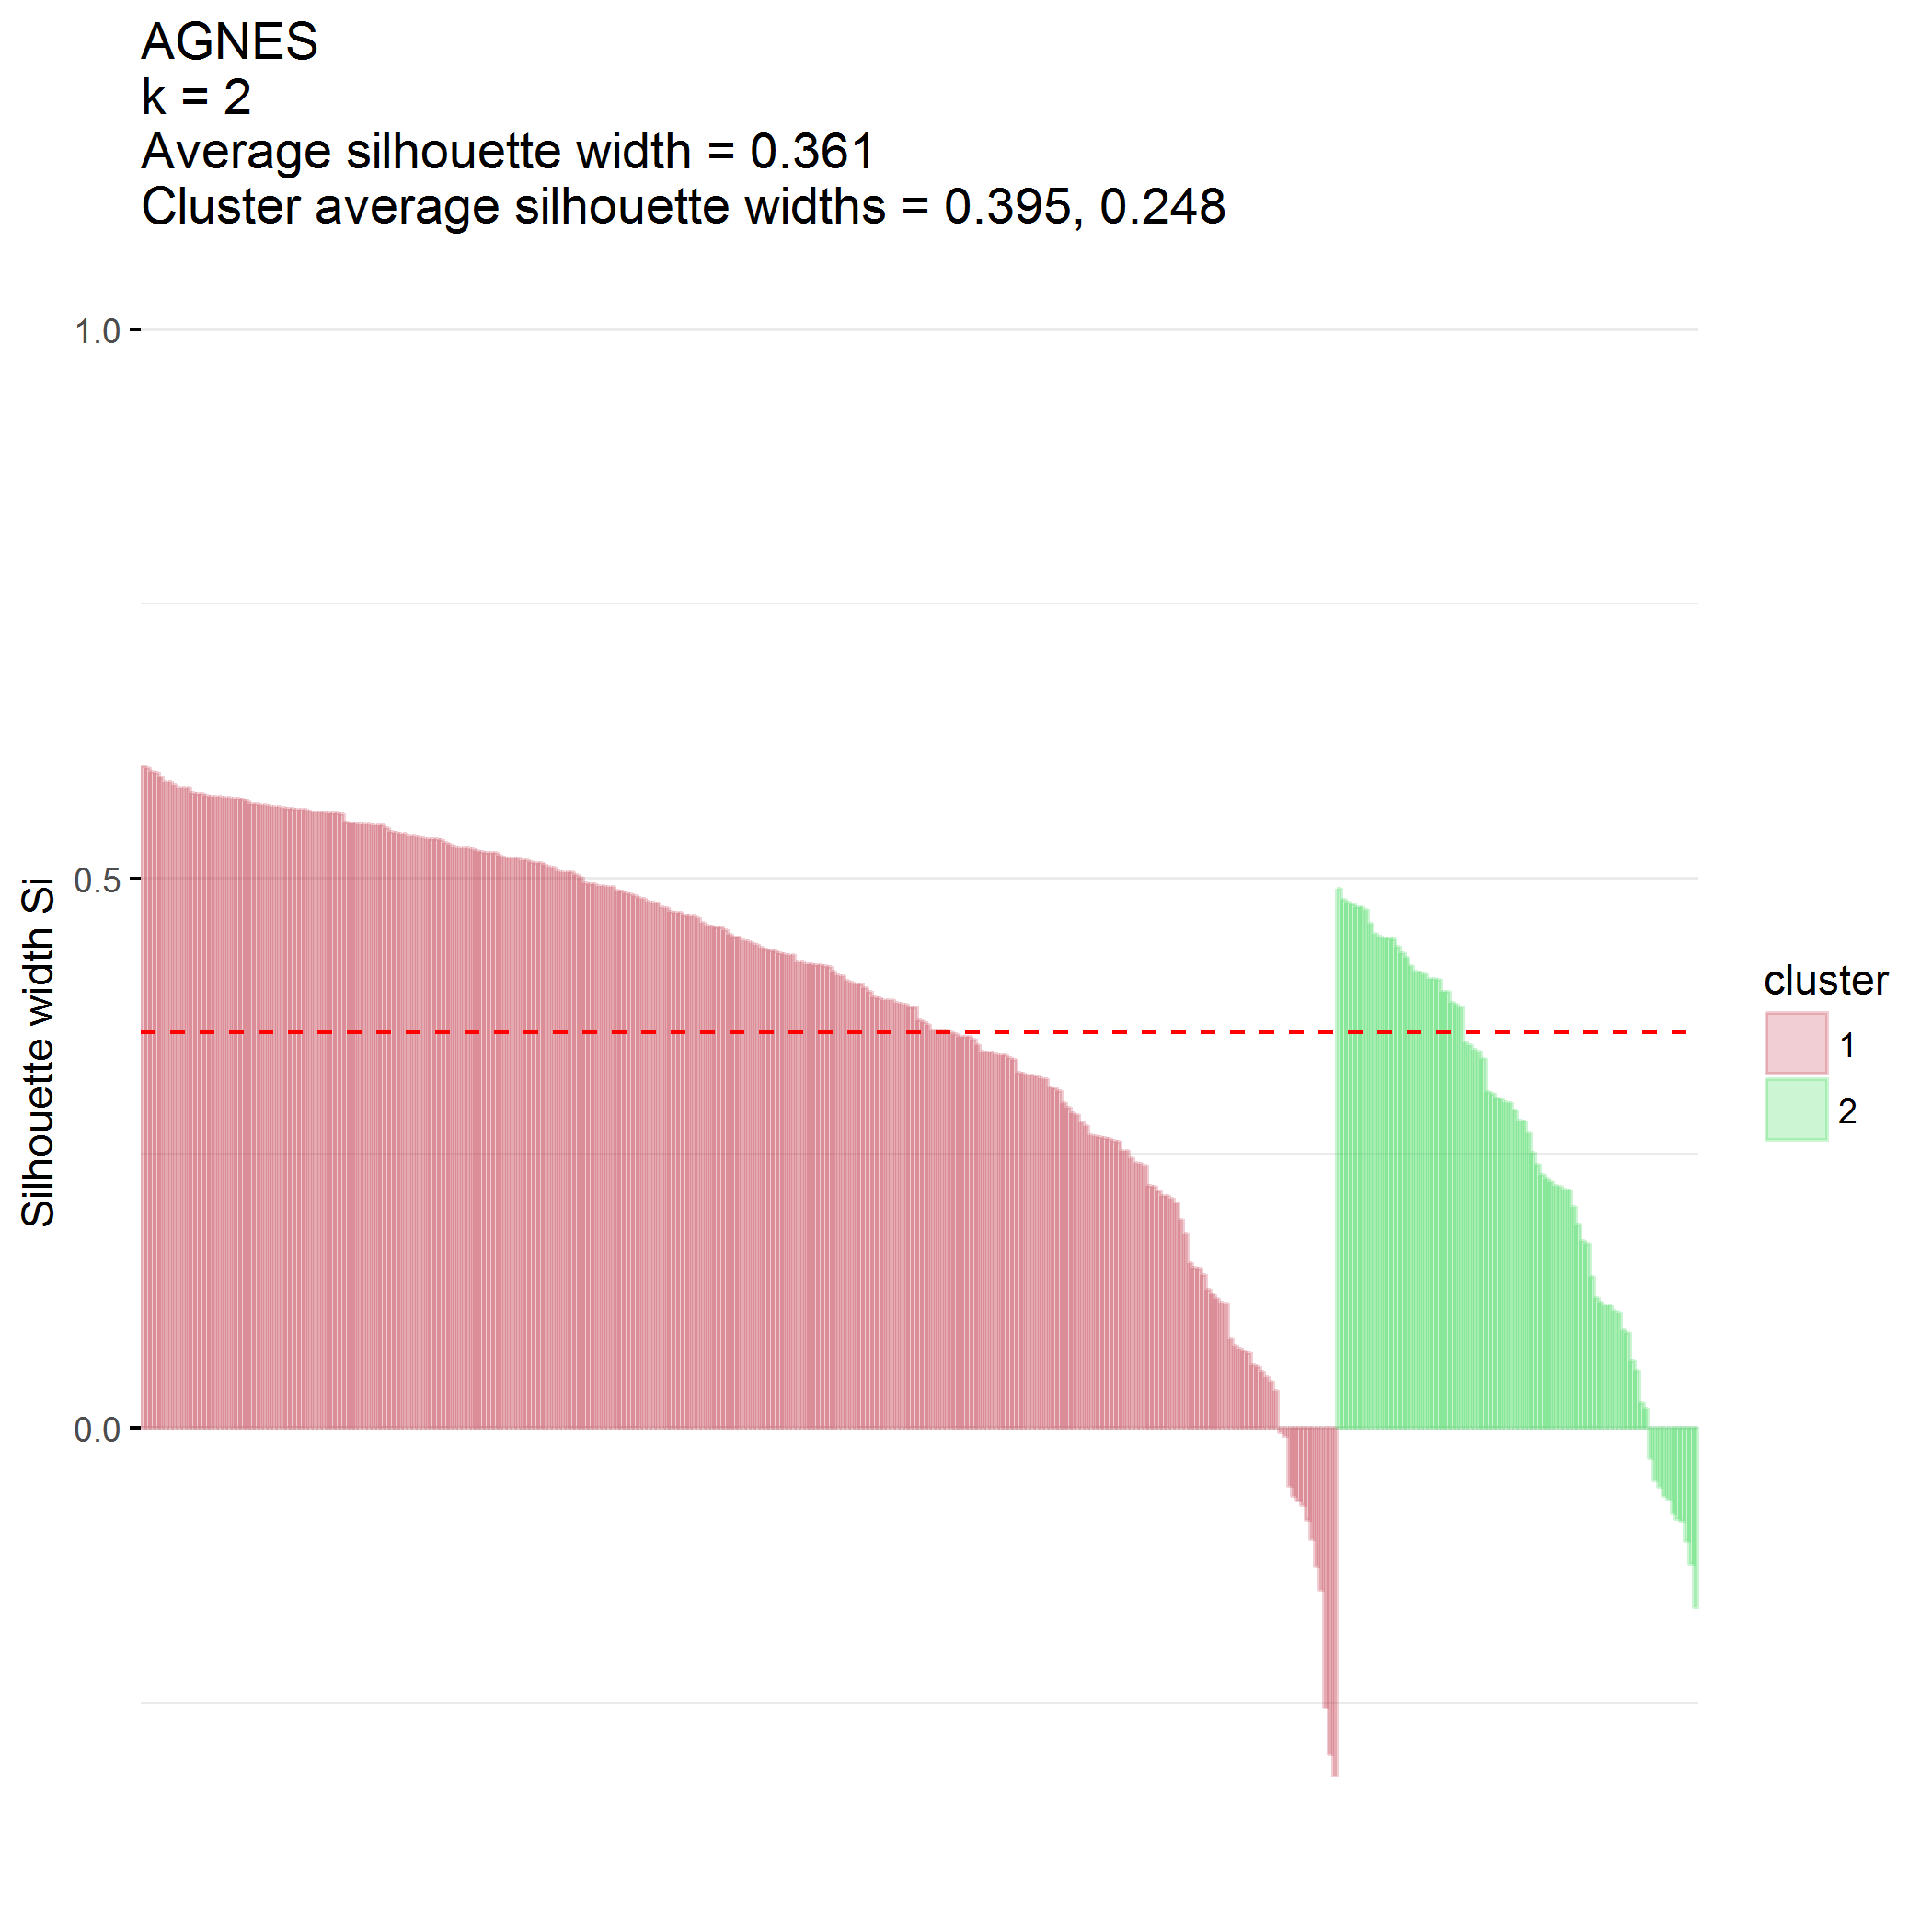 AGNES
k = 2
Average silhouette width = 0.361
Cluster average silhouette widths = 0.395, 0.248
1.0
0.5
0.0
Silhouette width Si
cluster
1
2